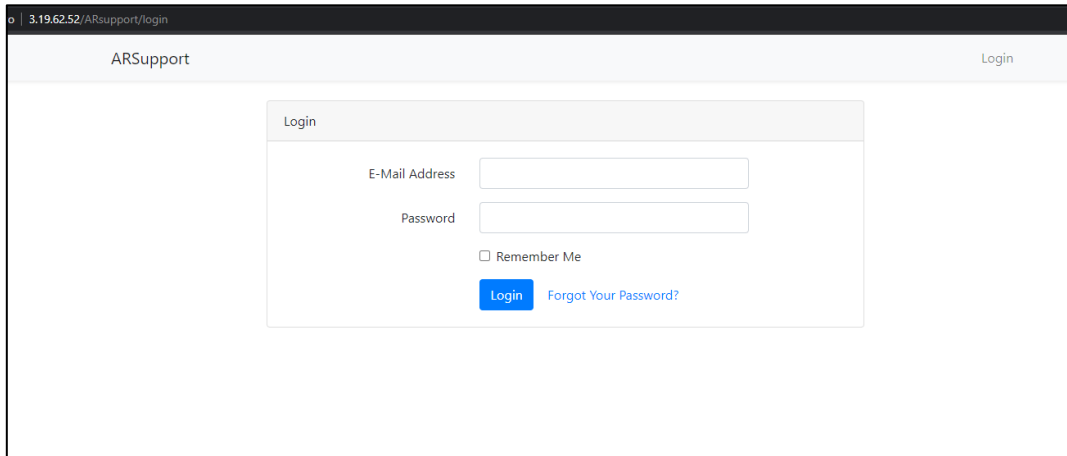 o 3.19.62.52/ARsupport/login
ARSupport Login
Login
E-Mail Address
Password
Remember Me
Login Forgot Your Password?